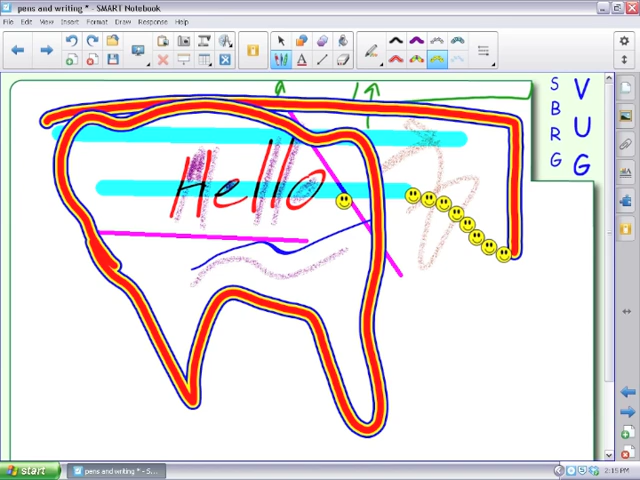 pens and writing * - SMART Notebook
File Edit View Insert Format Draw Response Help
S V
B U
R G
G
Hello
start pens and writing * - S... 2:15 PM